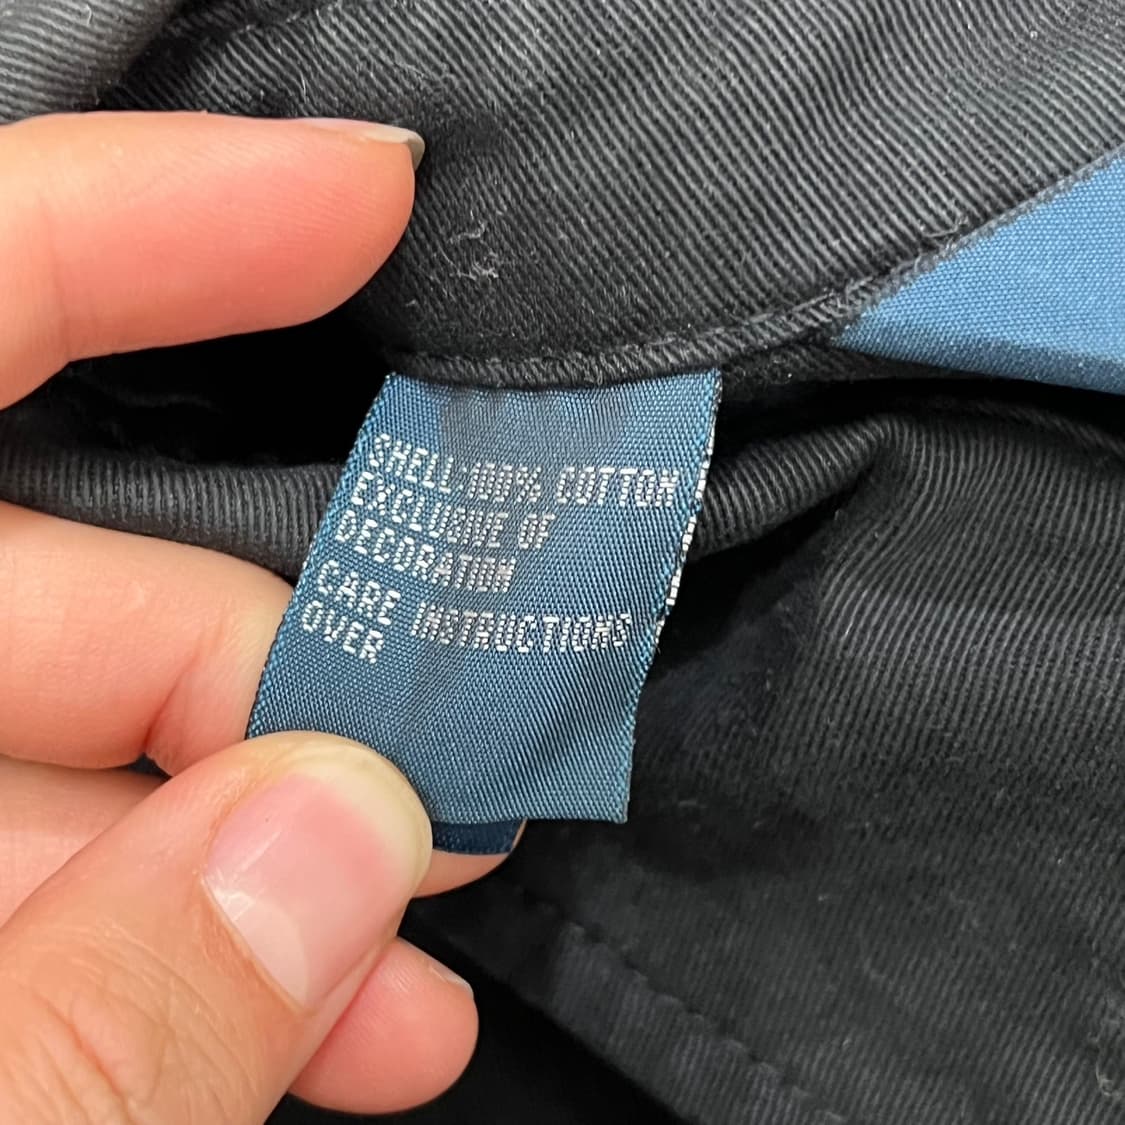 SHELL:100% COTTON
EXCLUSIVE OF
DECORATION
CARE INSTRUCTIONS
OVER